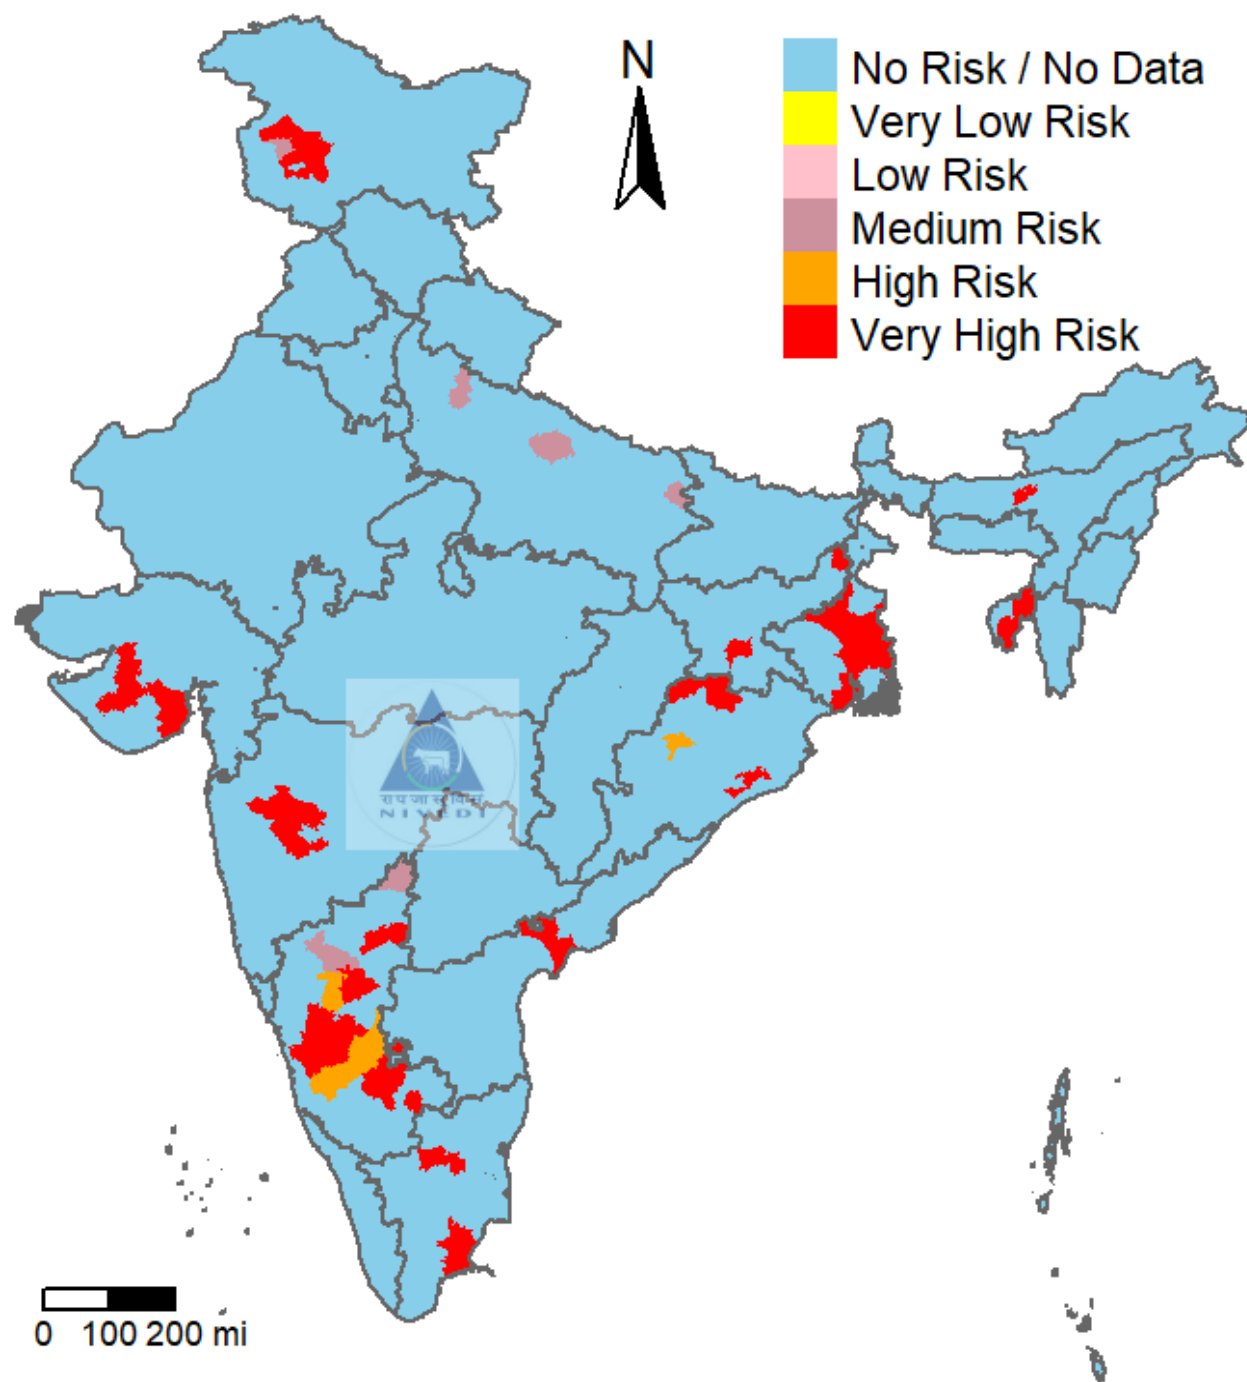 N
No Risk / No Data
Very Low Risk
Low Risk
Medium Risk
High Risk
Very High Risk
NIVEDI
0 100 200 mi